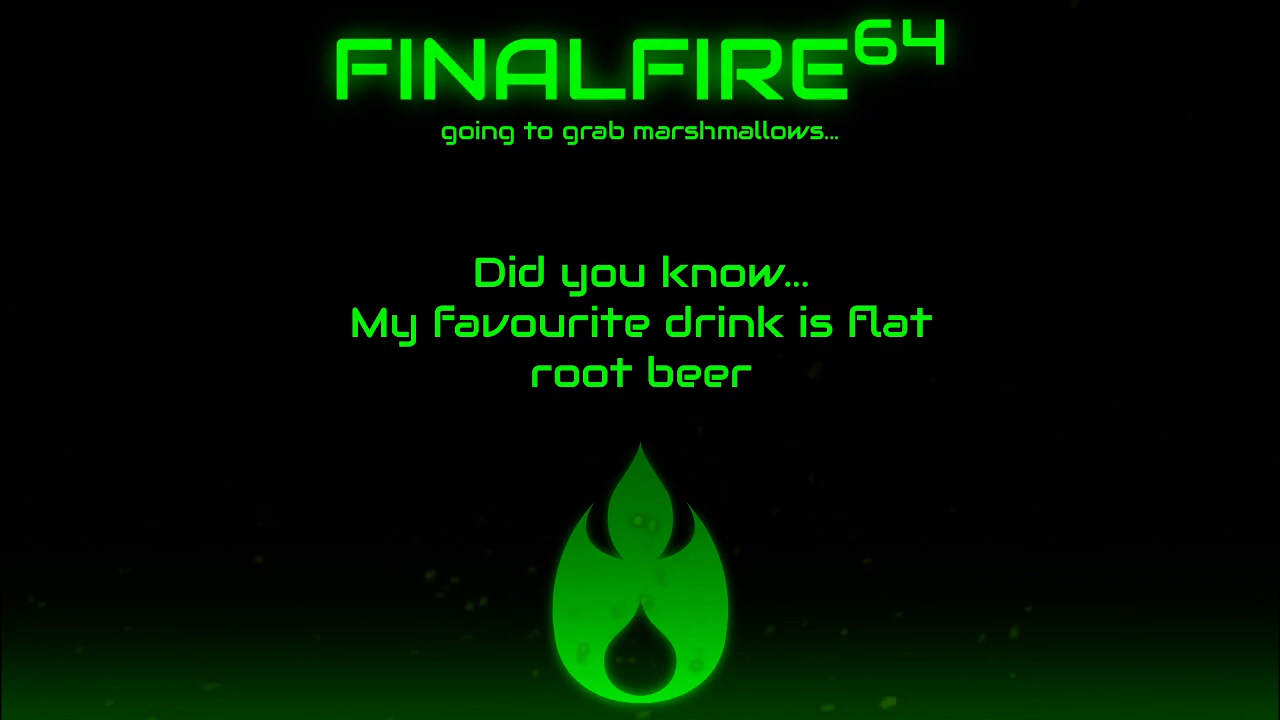 FINALFIRE64
going to grab marshmallows...
Did you know...
My favourite drink is flat
root beer